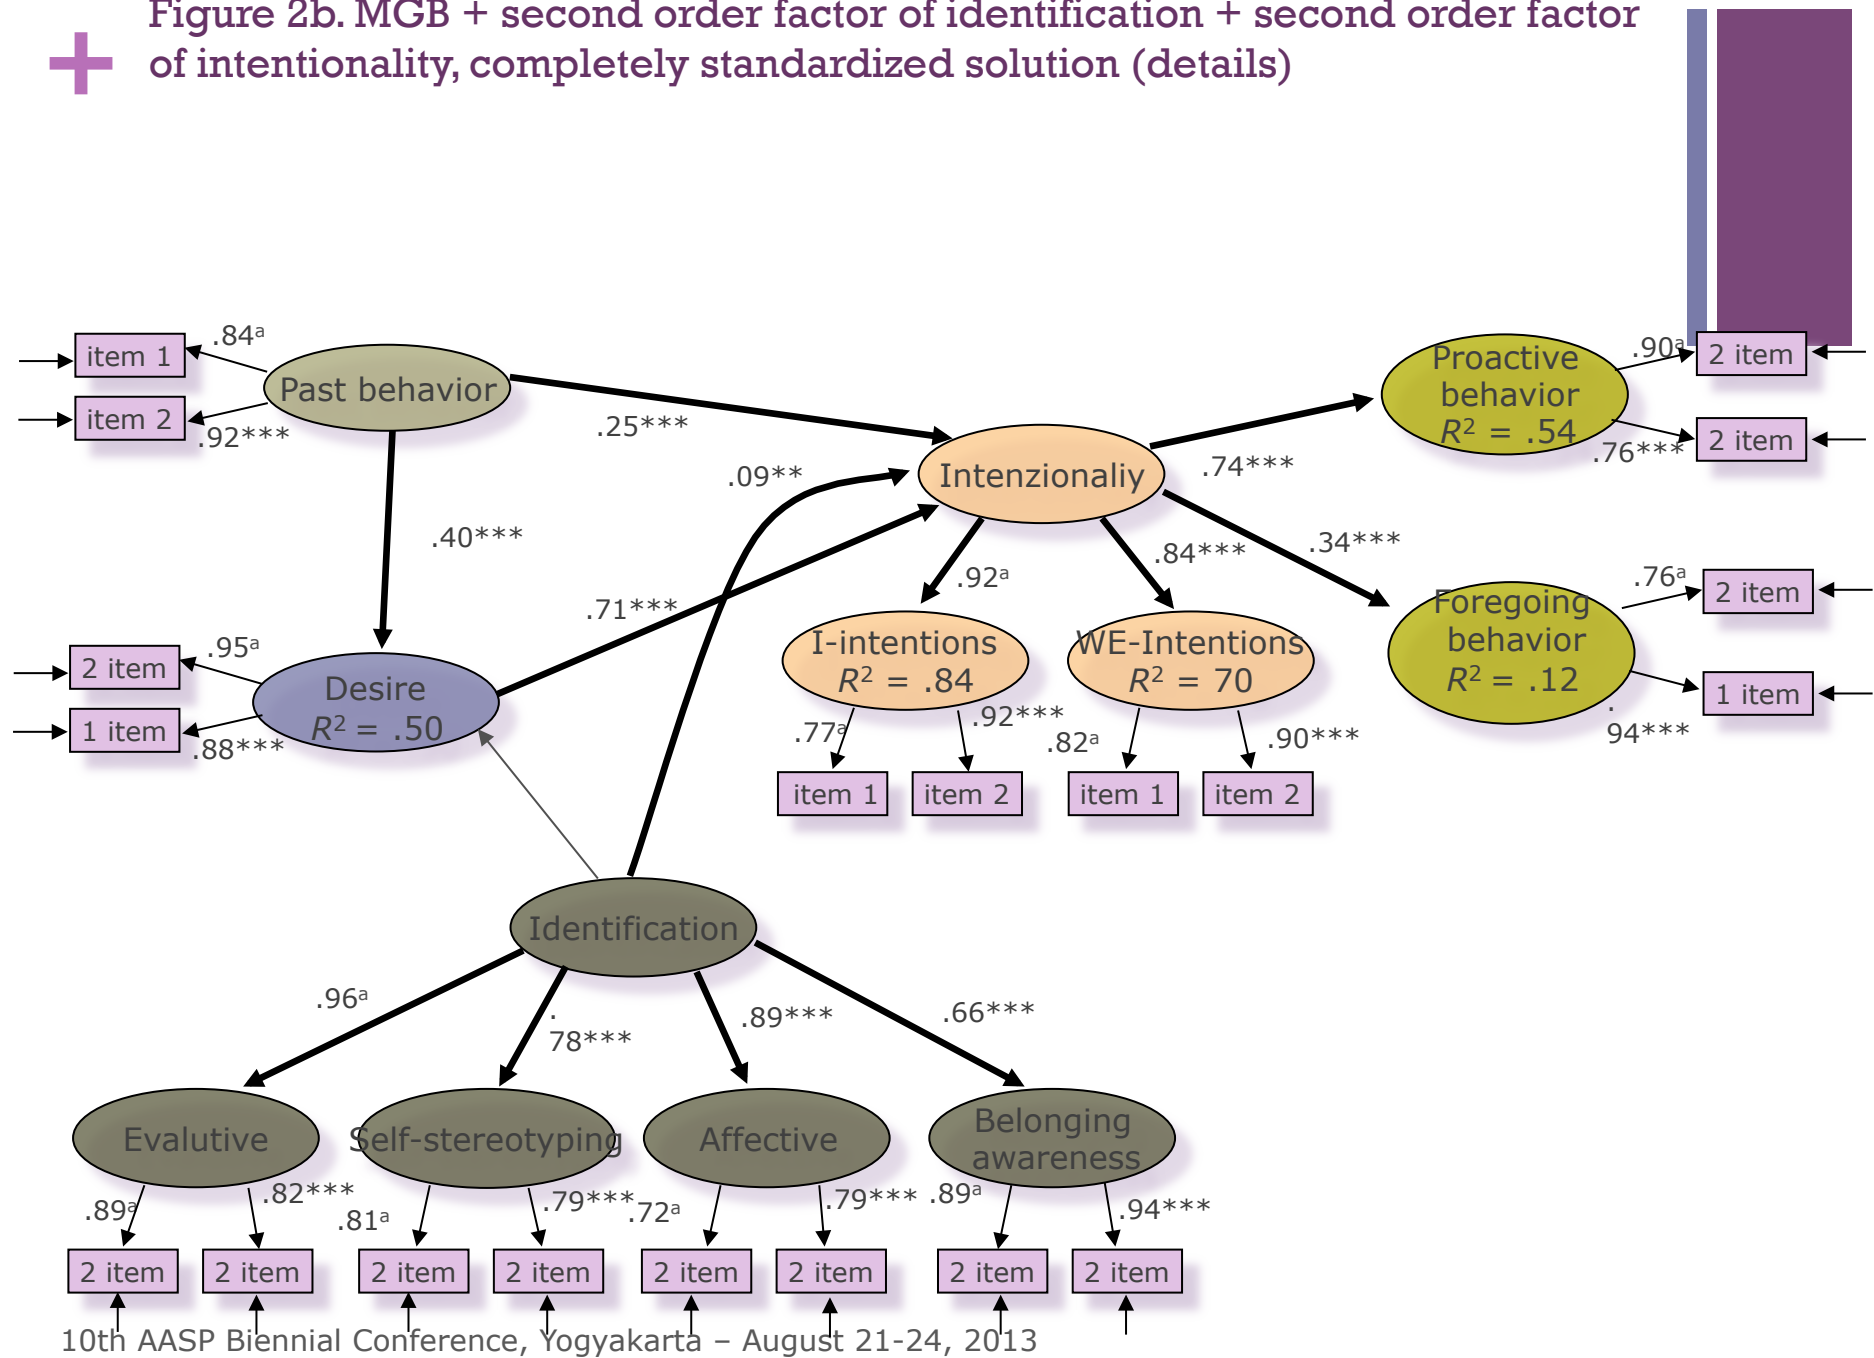 Figure 2b. MGB + second order factor of identification + second order factor
of intentionality, completely standardized solution (details)
+
item 1
.84a
Past behavior
item 2
.92***
.25***
.09**
.40***
.71***
Intenzionaliy
.74***
.34***
Proactive
behavior
R2 = .54
.90a
2 item
.76***
2 item
.92a
.84***
I-intentions
R2 = .84
WE-Intentions
R2 = 70
Foregoing
behavior
R2 = .12
.76a
2 item
1 item
.
94***
2 item
.95a
Desire
R2 = .50
1 item
.88***
.77a
.92***
.82a
.90***
item 1
item 2
item 1
item 2
Identification
.96a
.
78***
.89***
.66***
Evalutive
Self-stereotyping
Affective
Belonging
awareness
.89a
.82***
.81a
.79***
.72a
.79***
.89a
.94***
2 item
2 item
2 item
2 item
2 item
2 item
2 item
2 item
10th AASP Biennial Conference, Yogyakarta – August 21-24, 2013